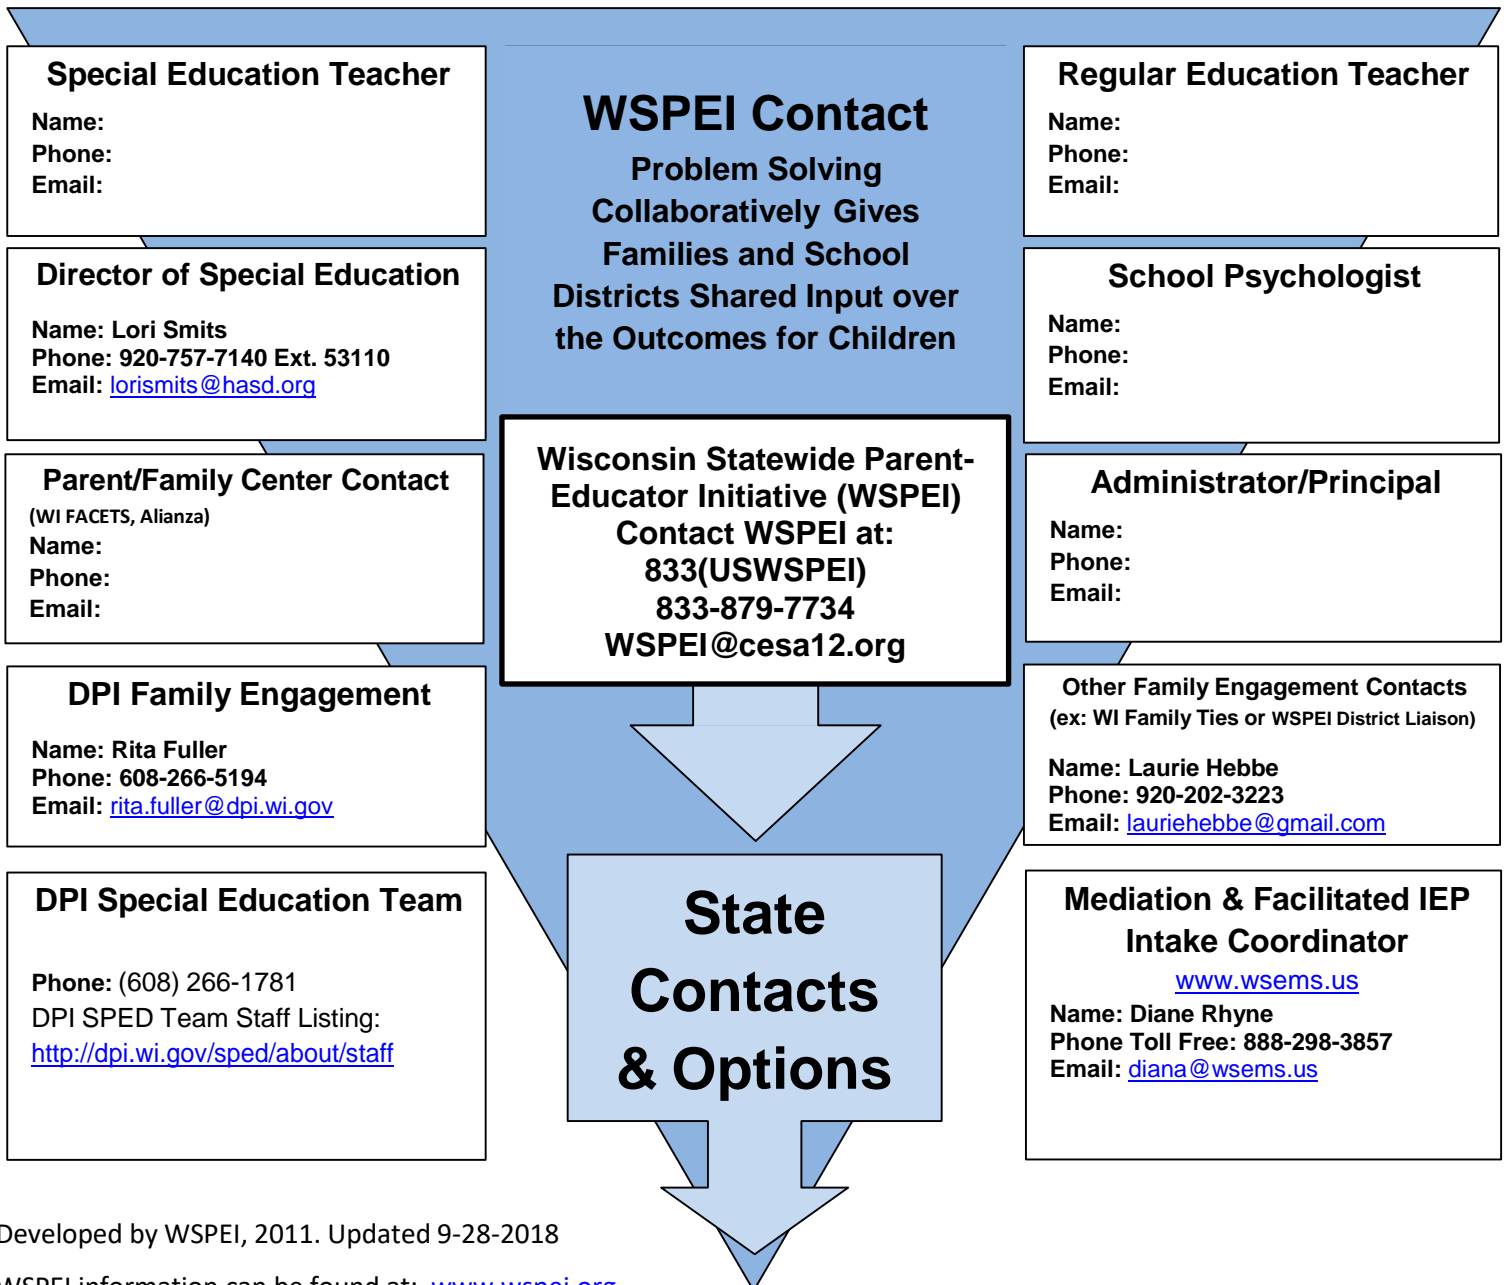 Special Education Teacher
Name:
Phone:
Email:
WSPEI Contact
Problem Solving
Collaboratively Gives
Families and School
Districts Shared Input over
the Outcomes for Children
Regular Education Teacher
Name:
Phone:
Email:
Director of Special Education
Name: Lori Smits
Phone: 920-757-7140 Ext. 53110
Email: lorismits@hasd.org
School Psychologist
Name:
Phone:
Email:
Parent/Family Center Contact
(WI FACETS, Alianza)
Name:
Phone:
Email:
Wisconsin Statewide Parent-
Educator Initiative (WSPEI)
Contact WSPEI at:
833(USWSPEI)
833-879-7734
WSPEI@cesa12.org
Administrator/Principal
Name:
Phone:
Email:
DPI Family Engagement
Name: Rita Fuller
Phone: 608-266-5194
Email: rita.fuller@dpi.wi.gov
Other Family Engagement Contacts
(ex: WI Family Ties or WSPEI District Liaison)
Name: Laurie Hebbe
Phone: 920-202-3223
Email: lauriehebbe@gmail.com
DPI Special Education Team
Phone: (608) 266-1781
DPI SPED Team Staff Listing:
http://dpi.wi.gov/sped/about/staff
State
Contacts
& Options
Mediation & Facilitated IEP
Intake Coordinator
www.wsems.us
Name: Diane Rhyne
Phone Toll Free: 888-298-3857
Email: diana@wsems.us
Developed by WSPEI, 2011. Updated 9-28-2018
WSPEI information can be found at: www.wspei.org